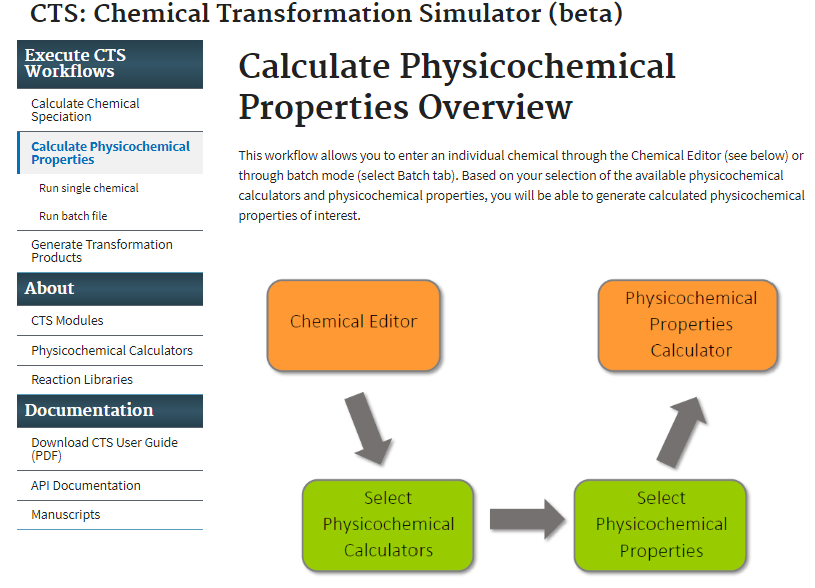 CTS: Chemical Transformation Simulator (beta)
Execute CTS
Workflows
Calculate Chemical
Speciation
Calculate Physicochemical
Properties
Run single chemical
Run batch file
Generate Transformation
Products
About
CTS Modules
Physicochemical Calculators
Reaction Libraries
Documentation
Download CTS User Guide
(PDF)
API Documentation
Manuscripts
Calculate Physicochemical
Properties Overview
This workflow allows you to enter an individual chemical through the Chemical Editor (see below) or
through batch mode (select Batch tab). Based on your selection of the available physicochemical
calculators and physicochemical properties, you will be able to generate calculated physicochemical
properties of interest.
Chemical Editor
Physicochemical
Properties
Calculator
Select
Physicochemical
Calculators
Select
Physicochemical
Properties